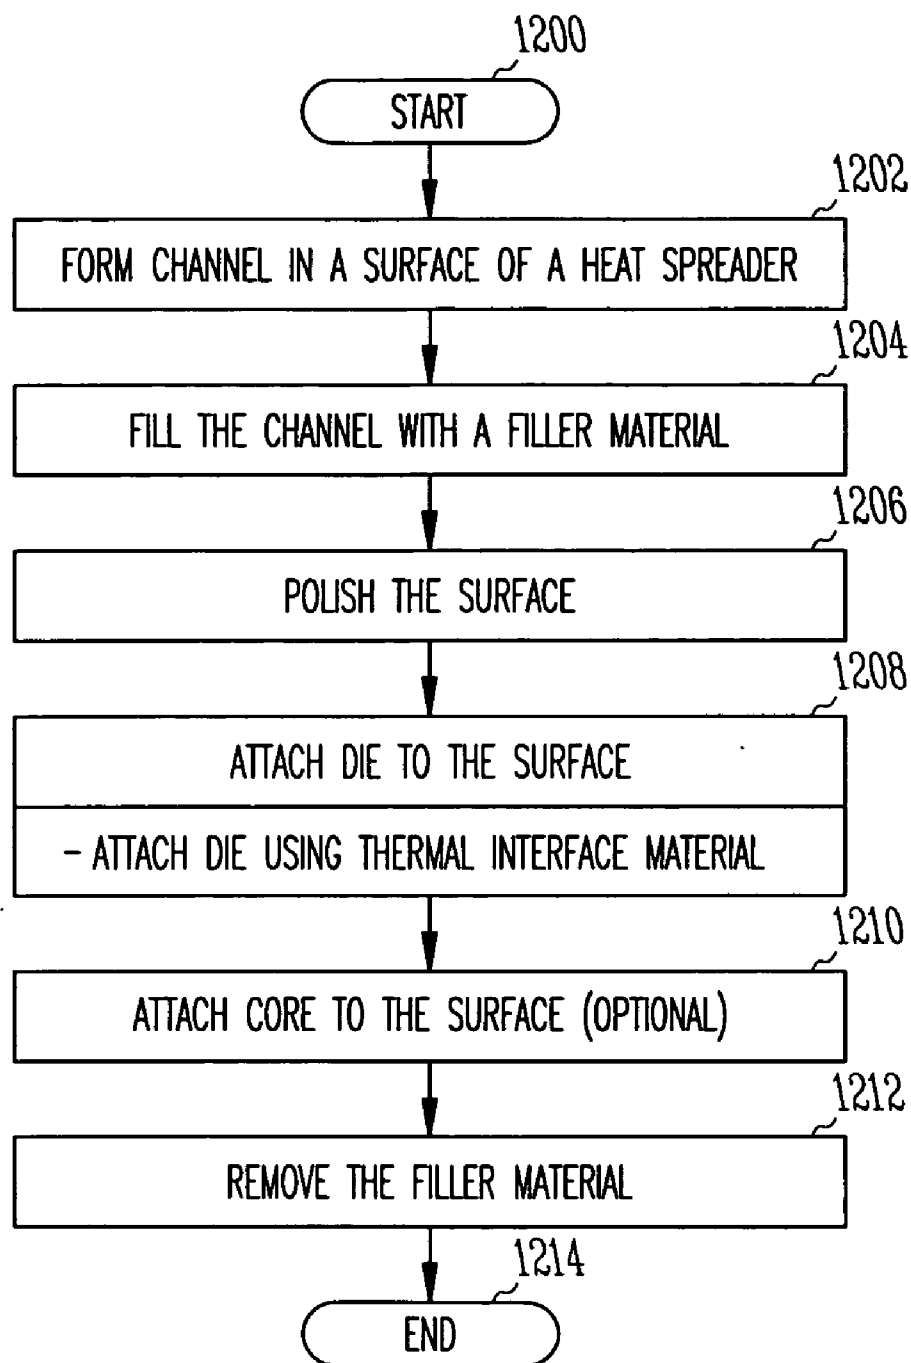 1200
START
1202
FORM CHANNEL IN A SURFACE OF A HEAT SPREADER
1204
FILL THE CHANNEL WITH A FILLER MATERIAL
1206
POLISH THE SURFACE
1208
ATTACH DIE TO THE SURFACE
- ATTACH DIE USING THERMAL INTERFACE MATERIAL
1210
ATTACH CORE TO THE SURFACE (OPTIONAL)
1212
REMOVE THE FILLER MATERIAL
1214
END